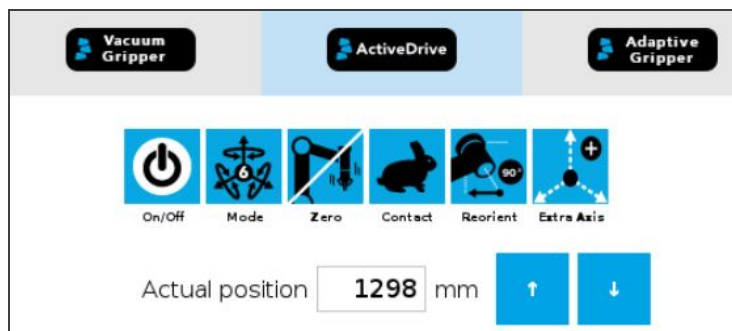 Vacuum
Gripper
ActiveDrive
Adaptive
Gripper
6
90°
+
On/Off
Mode
Zero
Contact
Reorient
Extra Axis
Actual position 1298 mm ↑ ↓